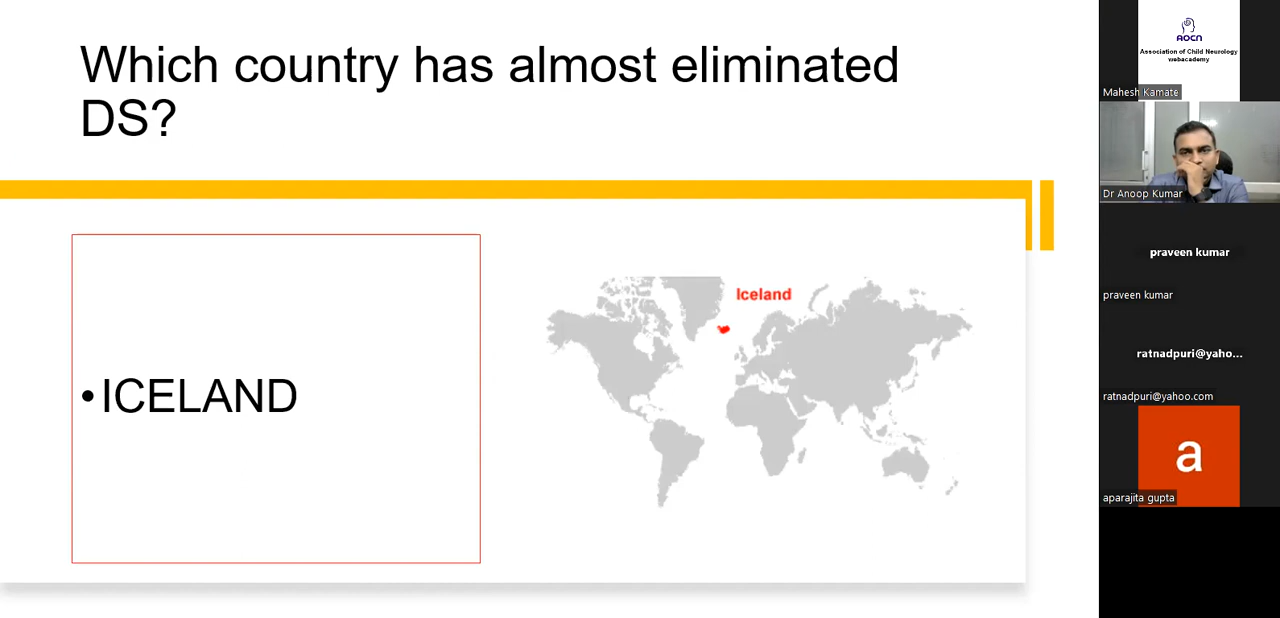 Which country has almost eliminated
DS?
• ICELAND
Iceland
AOCN
Association of Child Neurology
webacademy
Mahesh Kamate
Dr Anoop Kumar
praveen kumar
praveen kumar
ratnadpuri@yaho...
ratnadpuri@yahoo.com
a
aparajita gupta